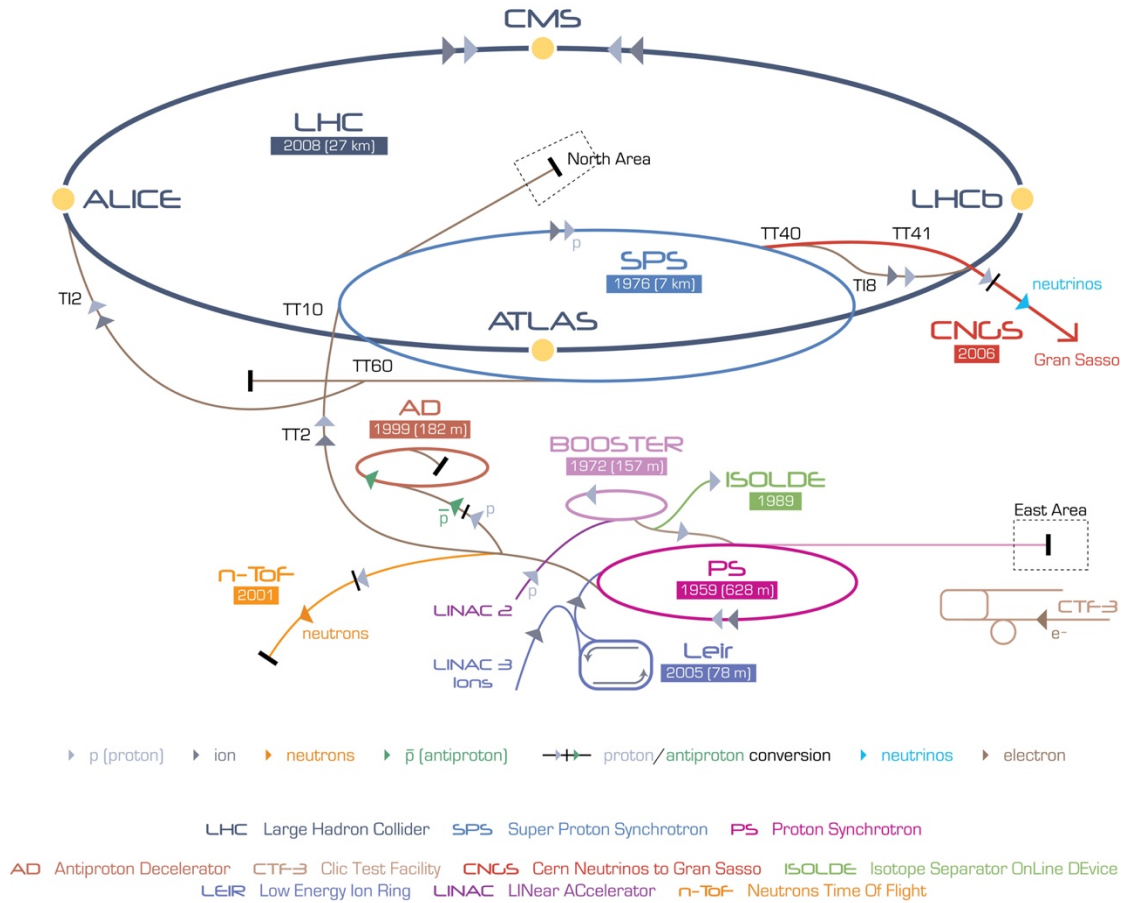 CMS
LHC
2008 (27 km)
North Area
ALICE
LHCb
TT40
TT41
p
SPS
1976 (7 km)
TI2
TI8
neutrinos
TT10
ATLAS
CNGS
2006
Gran Sasso
TT60
AD
1999 (182 m)
TT2
BOOSTER
1972 (157 m)
ISOLDE
1989
p̄
p
East Area
n-ToF
2001
PS
1959 (628 m)
p
LINAC 2
CTF-3
e-
neutrons
LINAC 3
Ions
Leir
2005 (78 m)
p (proton) ion neutrons p̄ (antiproton) proton/antiproton conversion neutrinos electron
LHC Large Hadron Collider SPS Super Proton Synchrotron PS Proton Synchrotron
AD Antiproton Decelerator CTF-3 Clic Test Facility CNGS Cern Neutrinos to Gran Sasso ISOLDE Isotope Separator OnLine DEvice
LEIR Low Energy Ion Ring LINAC LINear ACcelerator n-ToF Neutrons Time Of Flight